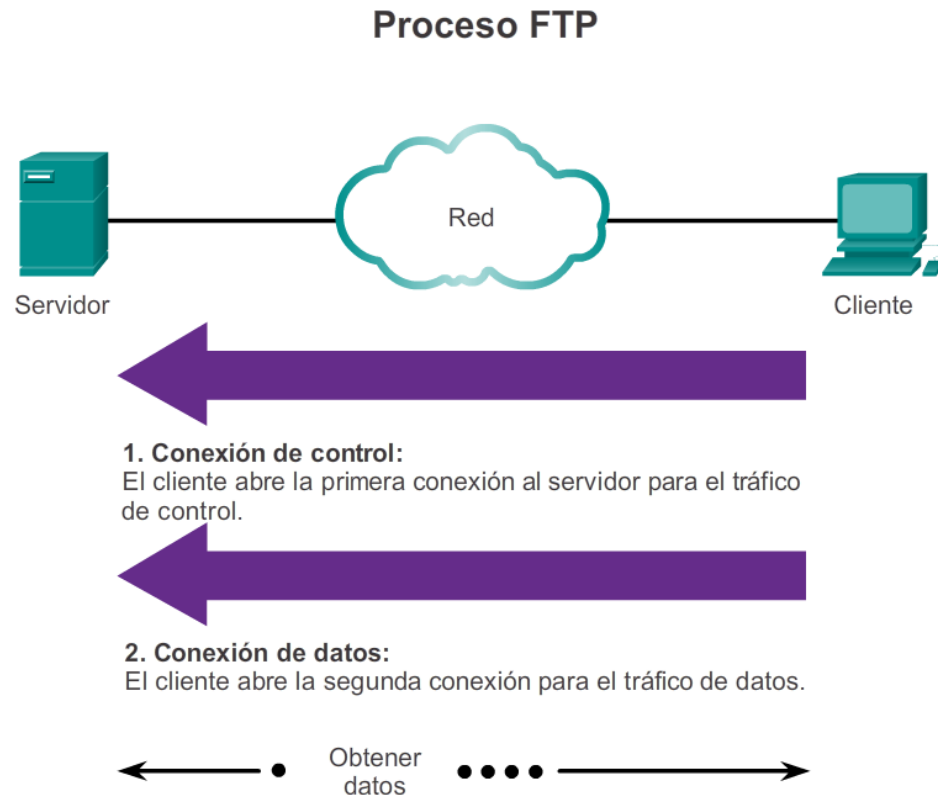 Proceso FTP
Red
Servidor
Cliente
1. Conexión de control:
El cliente abre la primera conexión al servidor para el tráfico
de control.
2. Conexión de datos:
El cliente abre la segunda conexión para el tráfico de datos.
Obtener
datos